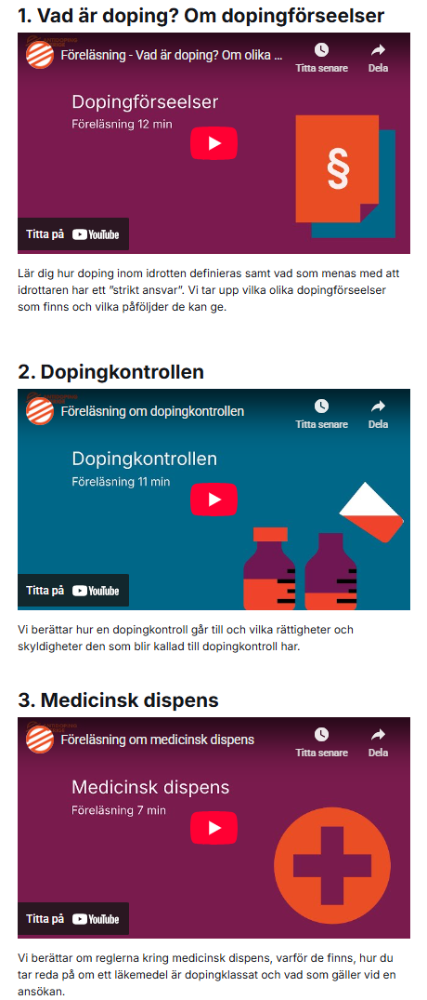 1. Vad är doping? Om dopingförseelser
Föreläsning - Vad är doping? Om olika ...
Titta senare
Dela
Dopingförseelser
Föreläsning 12 min
§
Titta på YouTube
Lär dig hur doping inom idrotten definieras samt vad som menas med att
idrottaren har ett ”strikt ansvar”. Vi tar upp vilka olika dopingförseelser
som finns och vilka påföljder de kan ge.
2. Dopingkontrollen
Föreläsning om dopingkontrollen
Titta senare
Dela
Dopingkontrollen
Föreläsning 11 min
Titta på YouTube
Vi berättar hur en dopingkontroll går till och vilka rättigheter och
skyldigheter den som blir kallad till dopingkontroll har.
3. Medicinsk dispens
Föreläsning om medicinsk dispens
Titta senare
Dela
Medicinsk dispens
Föreläsning 7 min
Titta på YouTube
Vi berättar om reglerna kring medicinsk dispens, varför de finns, hur du
tar reda på om ett läkemedel är dopingklassat och vad som gäller vid en
ansökan.